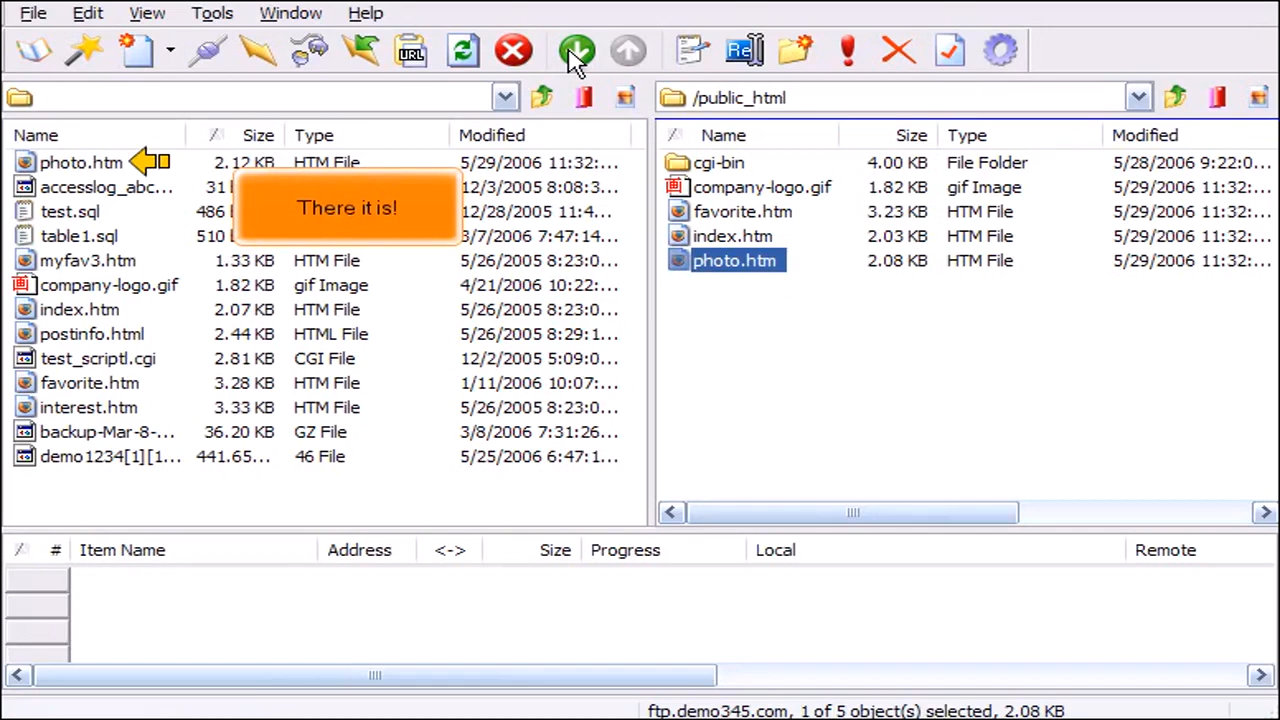 File Edit View Tools Window Help
URL Re
/public_html
Name Size Type Modified
Name Size Type Modified
photo.htm 2.12 KB HTM File 5/29/2006 11:32:...
accesslog_abc... 31 12/3/2005 8:08:3...
test.sql 486 12/28/2005 11:4...
table1.sql 510 3/7/2006 7:47:14...
There it is!
myfav3.htm 1.33 KB HTM File 5/26/2005 8:23:0...
company-logo.gif 1.82 KB gif Image 4/21/2006 10:22:...
index.htm 2.07 KB HTM File 5/26/2005 8:23:0...
postinfo.html 2.44 KB HTML File 5/26/2005 8:29:1...
test_scriptl.cgi 2.81 KB CGI File 12/2/2005 5:09:0...
favorite.htm 3.28 KB HTM File 1/11/2006 10:07:...
interest.htm 3.33 KB HTM File 5/26/2005 8:23:0...
backup-Mar-8-... 36.20 KB GZ File 3/8/2006 7:31:26...
demo1234[1][1... 441.65... 46 File 5/25/2006 6:47:1...
cgi-bin 4.00 KB File Folder 5/28/2006 9:22:0...
画 company-logo.gif 1.82 KB gif Image 5/29/2006 11:32:...
favorite.htm 3.23 KB HTM File 5/29/2006 11:32:...
index.htm 2.03 KB HTM File 5/29/2006 11:32:...
photo.htm 2.08 KB HTM File 5/29/2006 11:32:...
# Item Name Address <-> Size Progress Local Remote
ftp.demo345.com, 1 of 5 object(s) selected, 2.08 KB